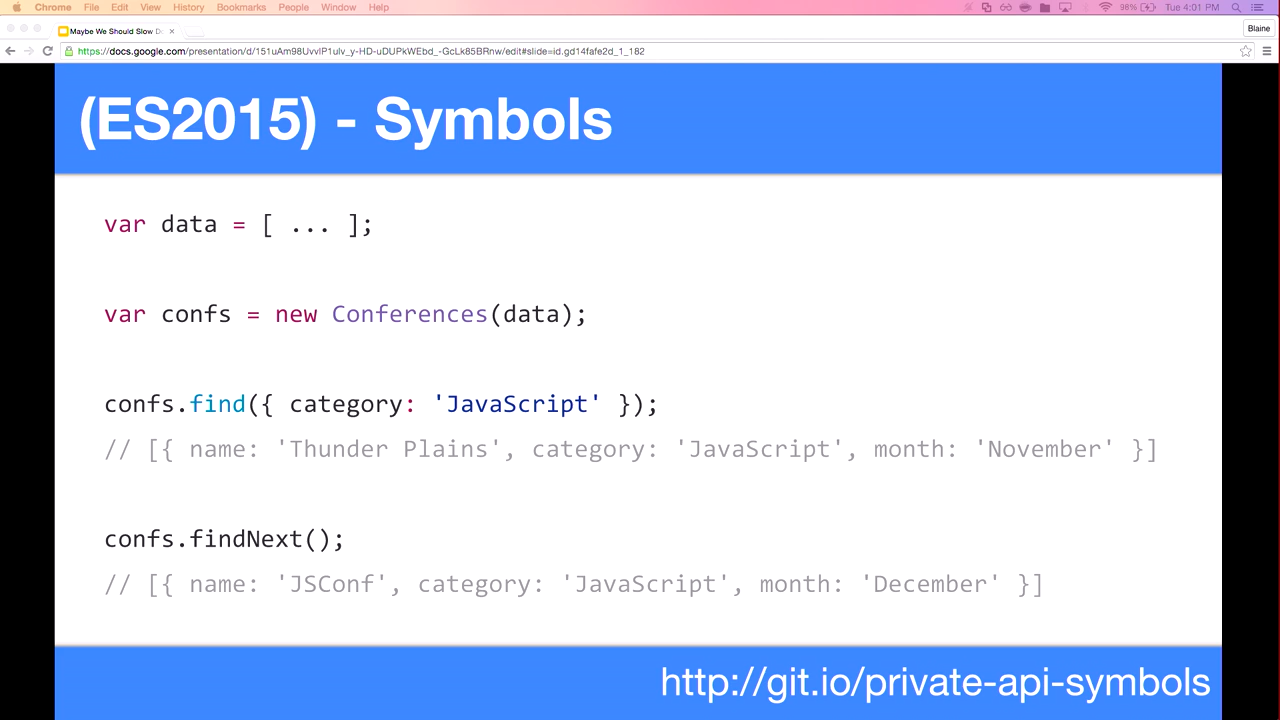 Chrome File Edit View History Bookmarks People Window Help 98% Tue 4:01 PM
Maybe We Should Slow D
Blaine
https://docs.google.com/presentation/d/151uAm98UvvIP1ulv_y-HD-uDUPkWEbd_-GcLk85BRnw/edit#slide=id.gd14fafe2d_1_182
(ES2015) - Symbols
var data = [ ... ];
var confs = new Conferences(data);
confs.find({ category: 'JavaScript' });
// [{ name: 'Thunder Plains', category: 'JavaScript', month: 'November' }]
confs.findNext();
// [{ name: 'JSConf', category: 'JavaScript', month: 'December' }]
http://git.io/private-api-symbols